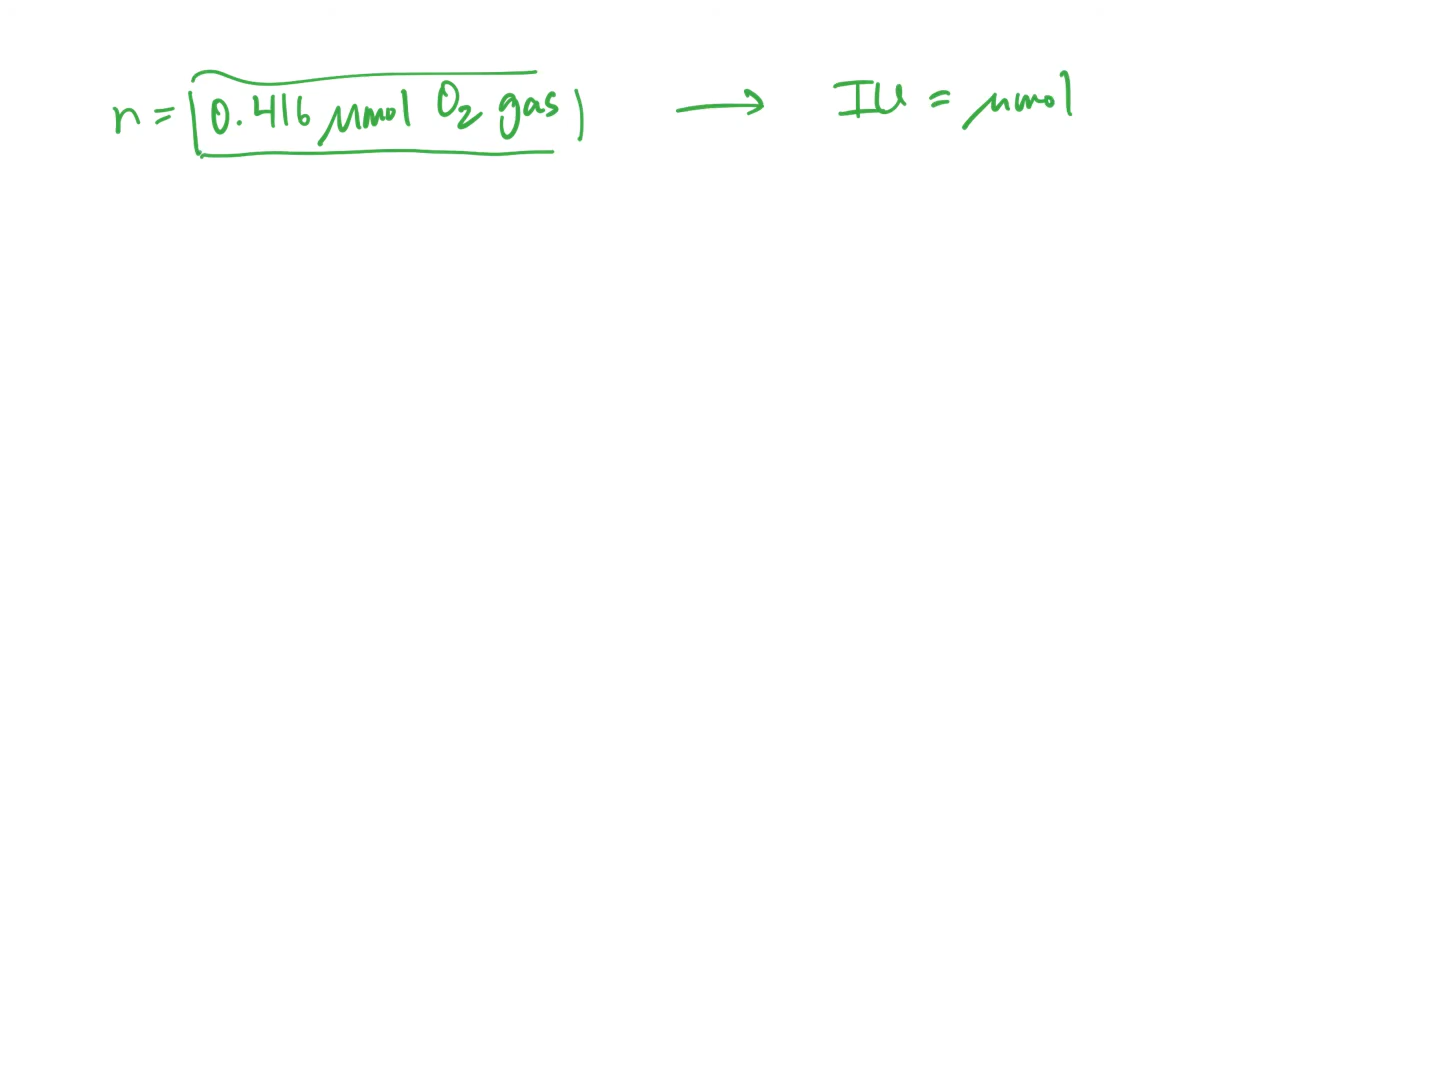 n = 0.416 μmol O₂ gas → IU = μmol